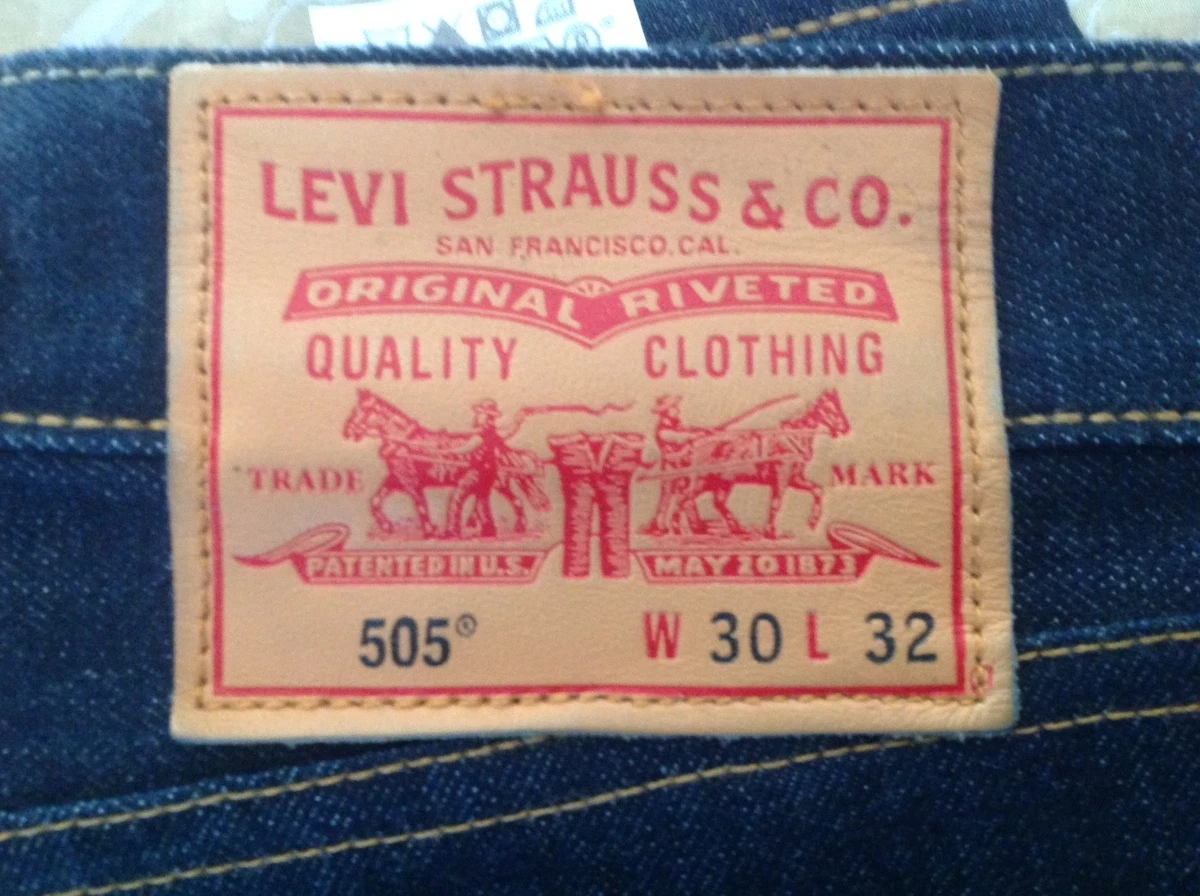 LEVI STRAUSS & CO.
SAN FRANCISCO, CAL.
ORIGINAL RIVETED
QUALITY CLOTHING
TRADE MARK
PATENTED IN U.S. MAY 20 1873
505® W 30 L 32
®